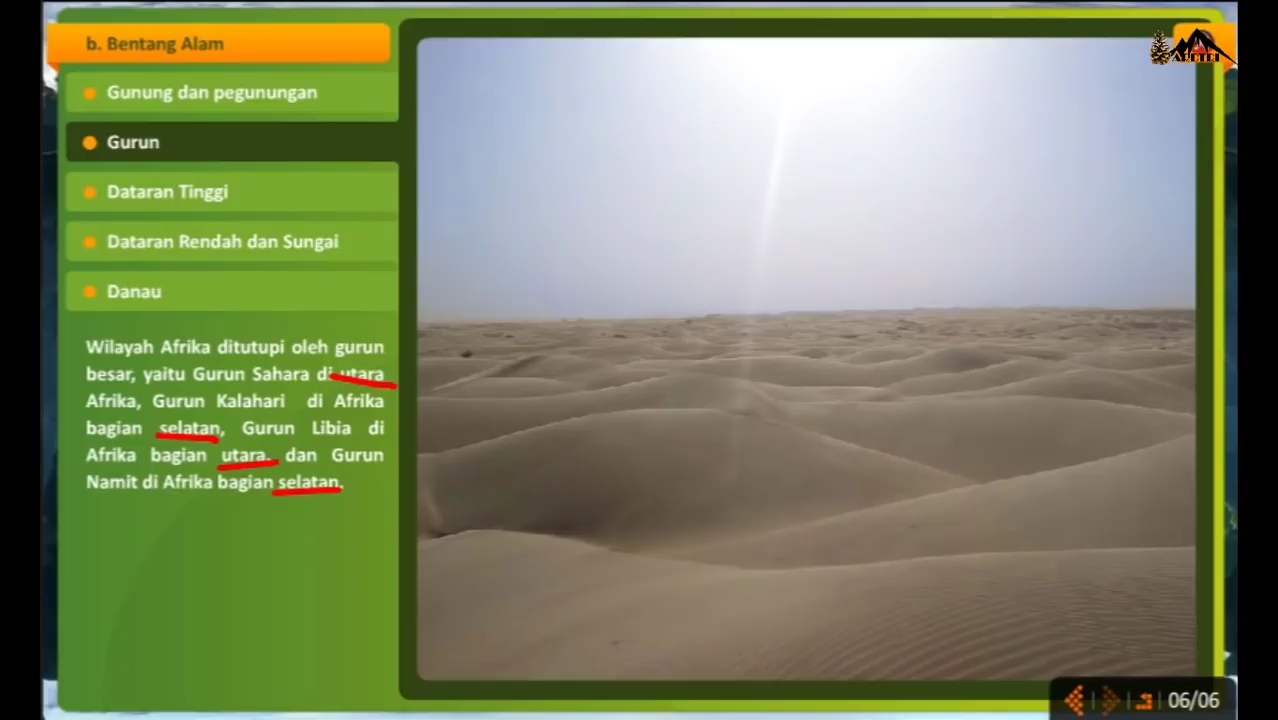 b. Bentang Alam
Gunung dan pegunungan
Gurun
Dataran Tinggi
Dataran Rendah dan Sungai
Danau
Wilayah Afrika ditutupi oleh gurun
besar, yaitu Gurun Sahara di utara
Afrika, Gurun Kalahari di Afrika
bagian selatan, Gurun Libia di
Afrika bagian utara. dan Gurun
Namit di Afrika bagian selatan.
06/06